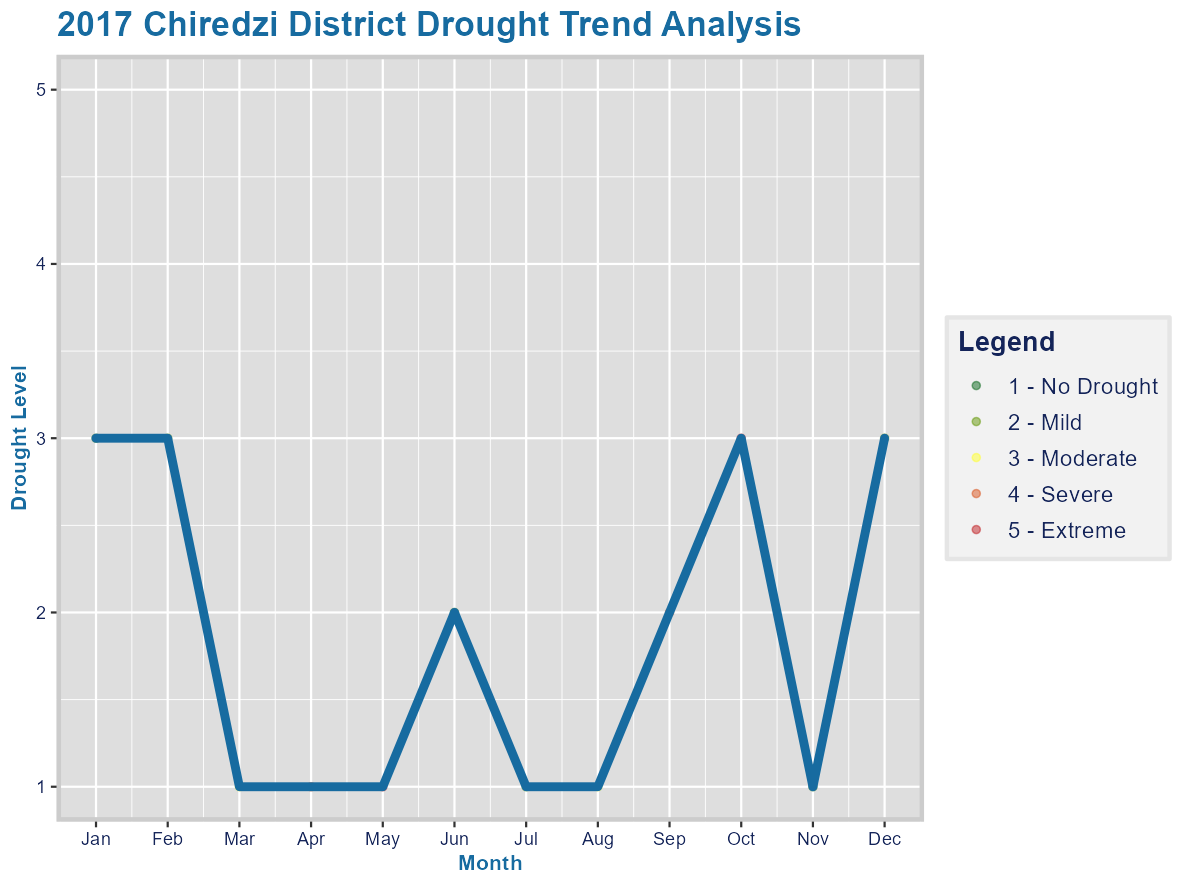 2017 Chiredzi District Drought Trend Analysis
5
4
3
2
1
Drought Level
Jan Feb Mar Apr May Jun Jul Aug Sep Oct Nov Dec
Month
Legend
1 - No Drought
2 - Mild
3 - Moderate
4 - Severe
5 - Extreme